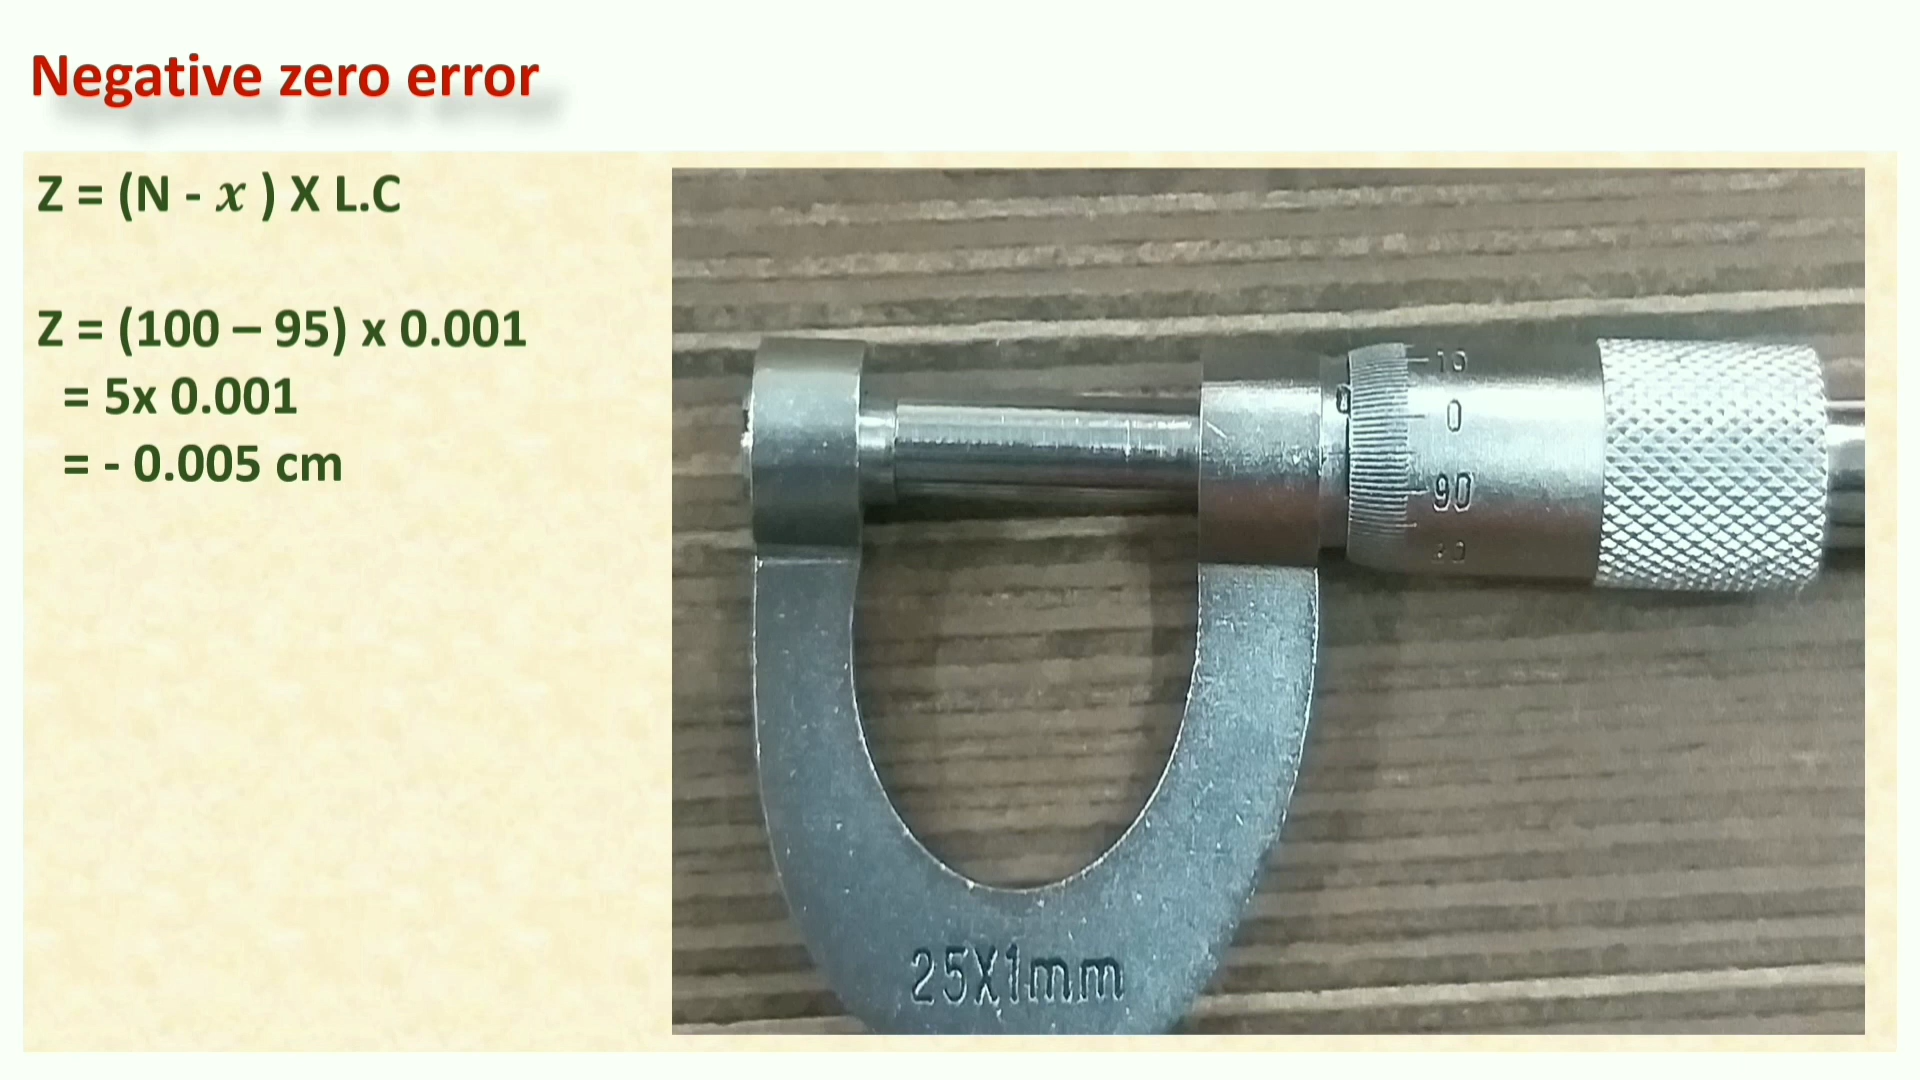 Negative zero error
Z = (N - x ) X L.C
Z = (100 – 95) x 0.001
= 5x 0.001
= - 0.005 cm
10
0
0
90
25X1mm